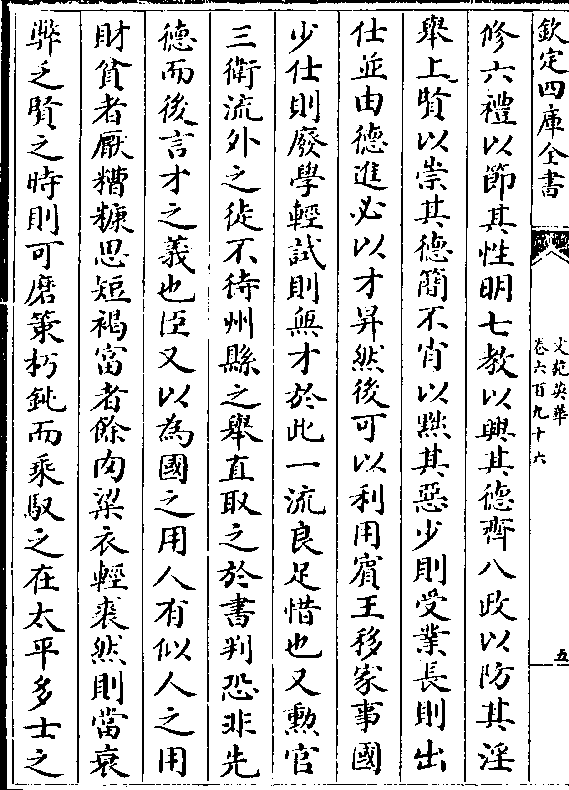 欽定四庫全書
文苑英華
卷六百九十六
五
修六禮以節其性明七教以興其德齊八政以防其淫
舉上賢以崇其德簡不肖以黜其惡少則受業長則出
仕並由德進必以才昇然後可以利用賓王移家事國
少仕則廢學輕試則無才於此一流良足惜也又勲官
三衛流外之徒不待州縣之舉直取之於書判恐非先
德而後言才之義也臣又以為國之用人有似人之用
財貧者厭糟糠思短褐富者餘肉粱衣輕裘然則當衰
弊乏賢之時則可磨策朽鈍而乘馭之在太平多士之